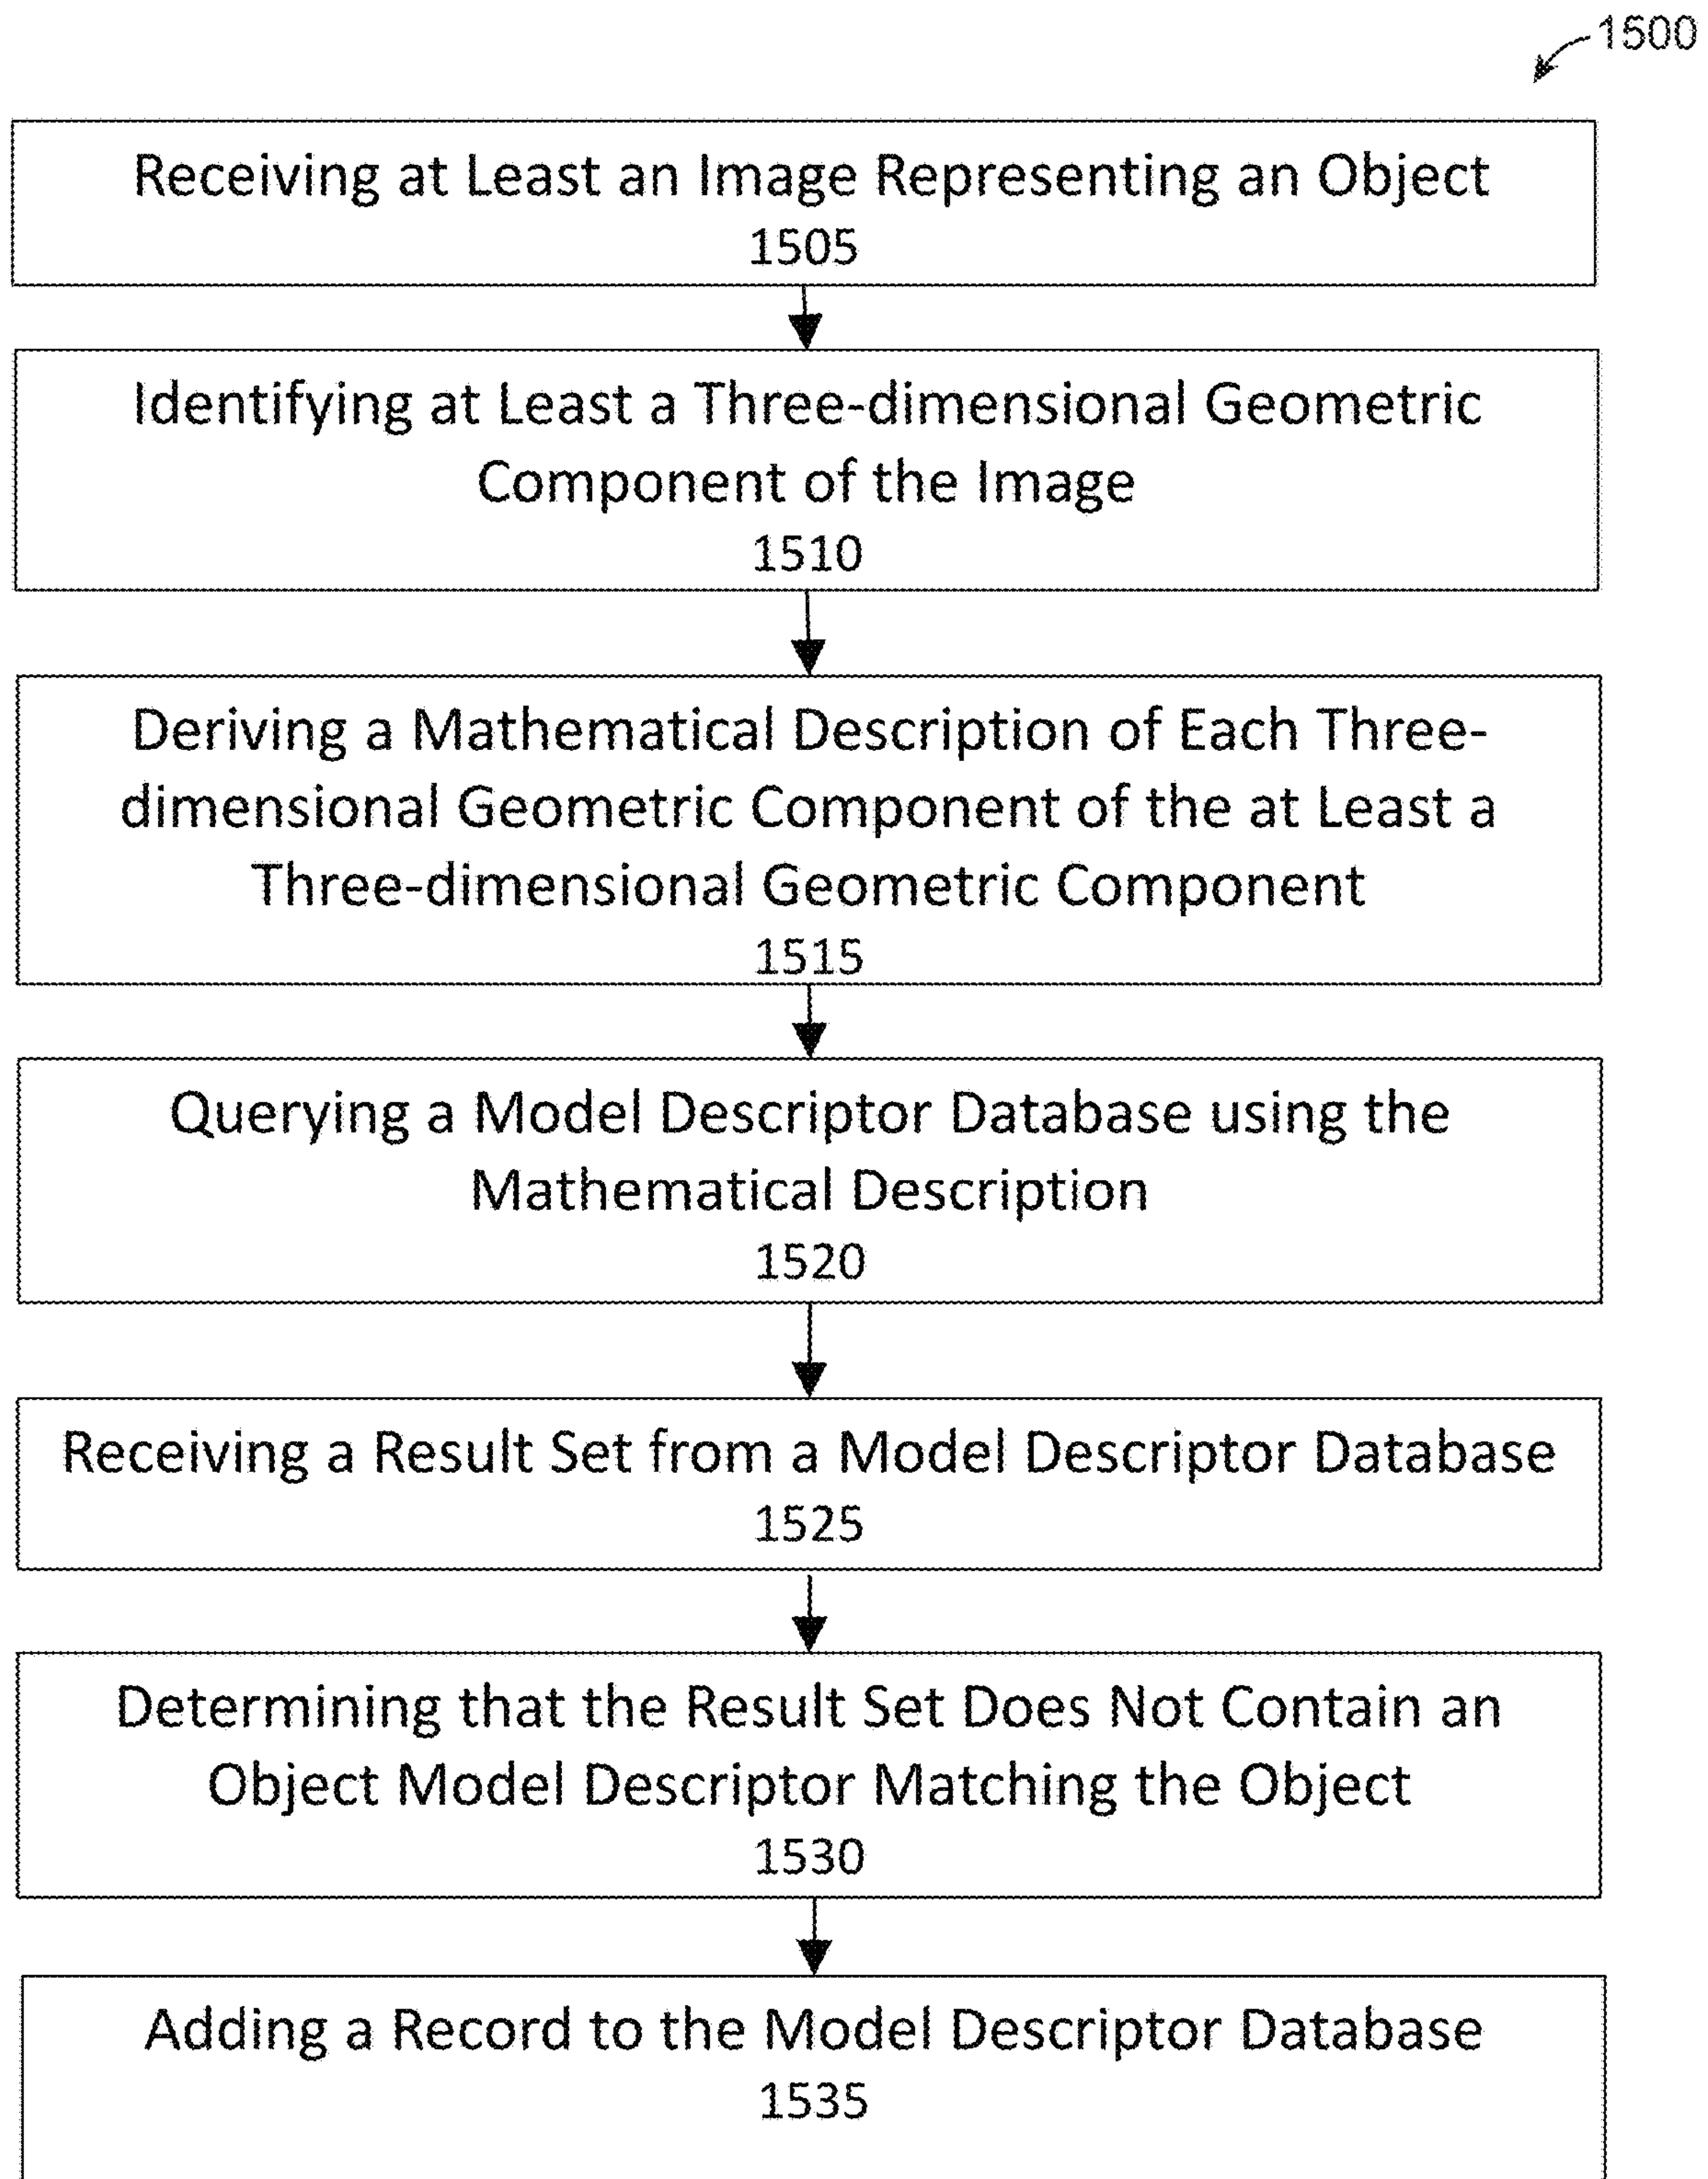 1500
Receiving at Least an Image Representing an Object
1505
Identifying at Least a Three-dimensional Geometric
Component of the Image
1510
Deriving a Mathematical Description of Each Three-
dimensional Geometric Component of the at Least a
Three-dimensional Geometric Component
1515
Querying a Model Descriptor Database using the
Mathematical Description
1520
Receiving a Result Set from a Model Descriptor Database
1525
Determining that the Result Set Does Not Contain an
Object Model Descriptor Matching the Object
1530
Adding a Record to the Model Descriptor Database
1535